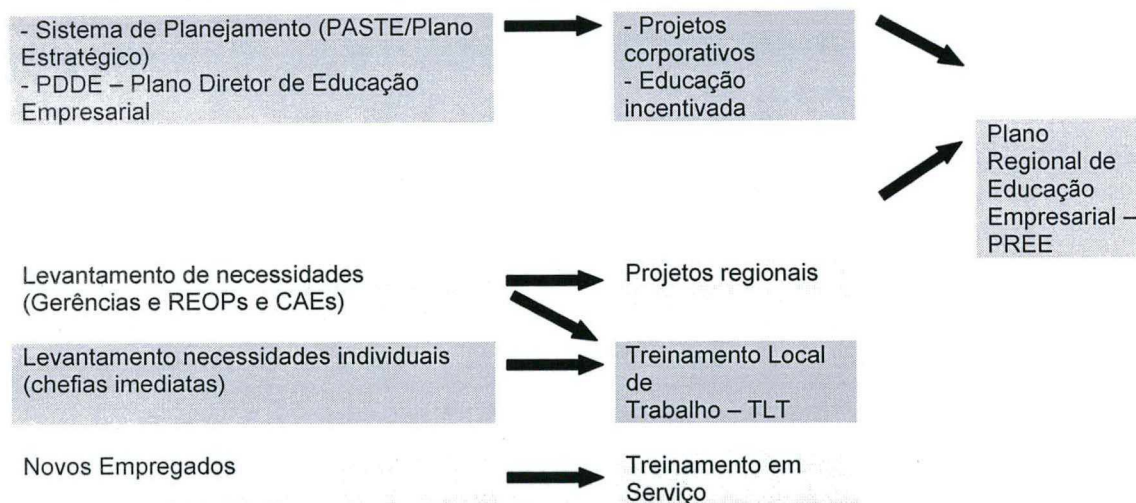 - Sistema de Planejamento (PASTE/Plano
Estratégico)
- PDDE – Plano Diretor de Educação
Empresarial
- Projetos
corporativos
- Educação
incentivada
Plano
Regional de
Educação
Empresarial –
PREE
Levantamento de necessidades
(Gerências e REOPs e CAEs)
Projetos regionais
Levantamento necessidades individuais
(chefias imediatas)
Treinamento Local
de
Trabalho – TLT
Novos Empregados
Treinamento em
Serviço